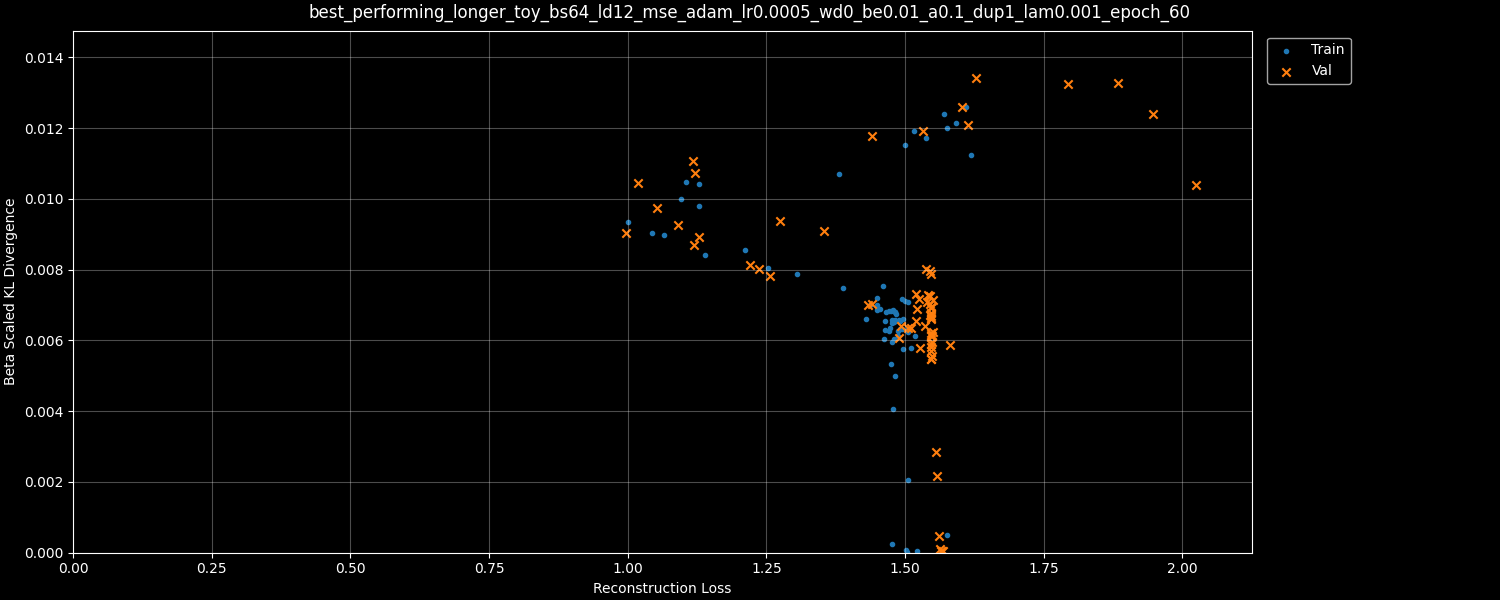 best_performing_longer_toy_bs64_ld12_mse_adam_lr0.0005_wd0_be0.01_a0.1_dup1_lam0.001_epoch_60
Train
Val
Beta Scaled KL Divergence
0.014
0.012
0.010
0.008
0.006
0.004
0.002
0.000
0.00 0.25 0.50 0.75 1.00 1.25 1.50 1.75 2.00
Reconstruction Loss